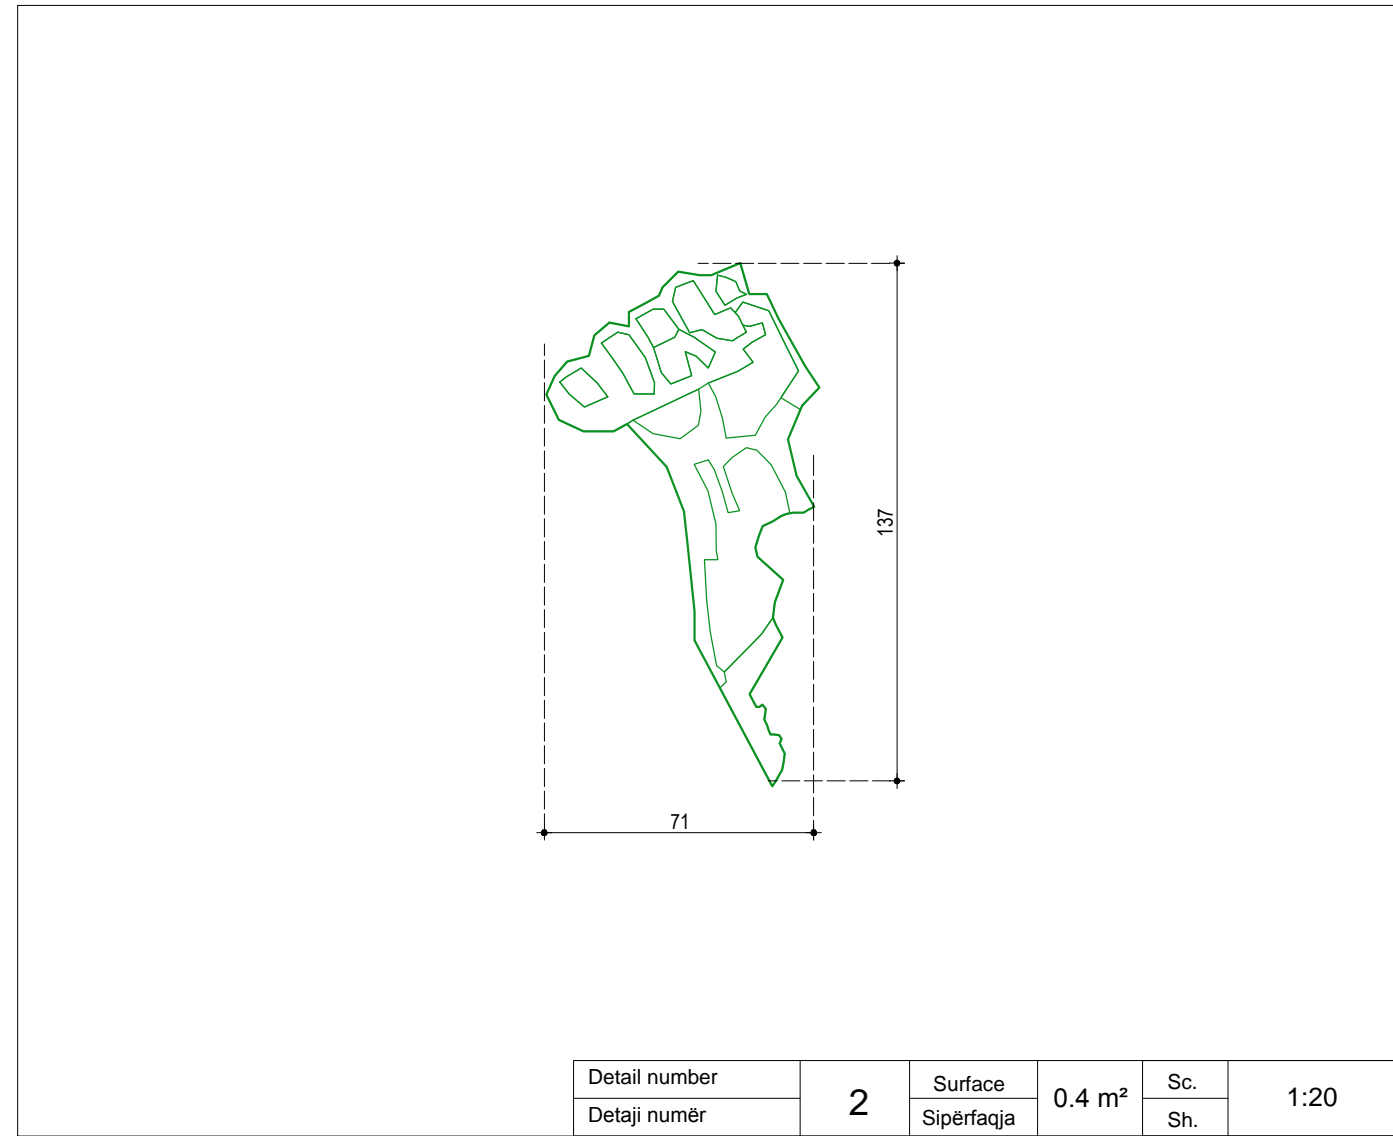 137
71
Detail number
Detaji numër
2
Surface
Sipërfaqja
0.4 m²
Sc.
Sh.
1:20